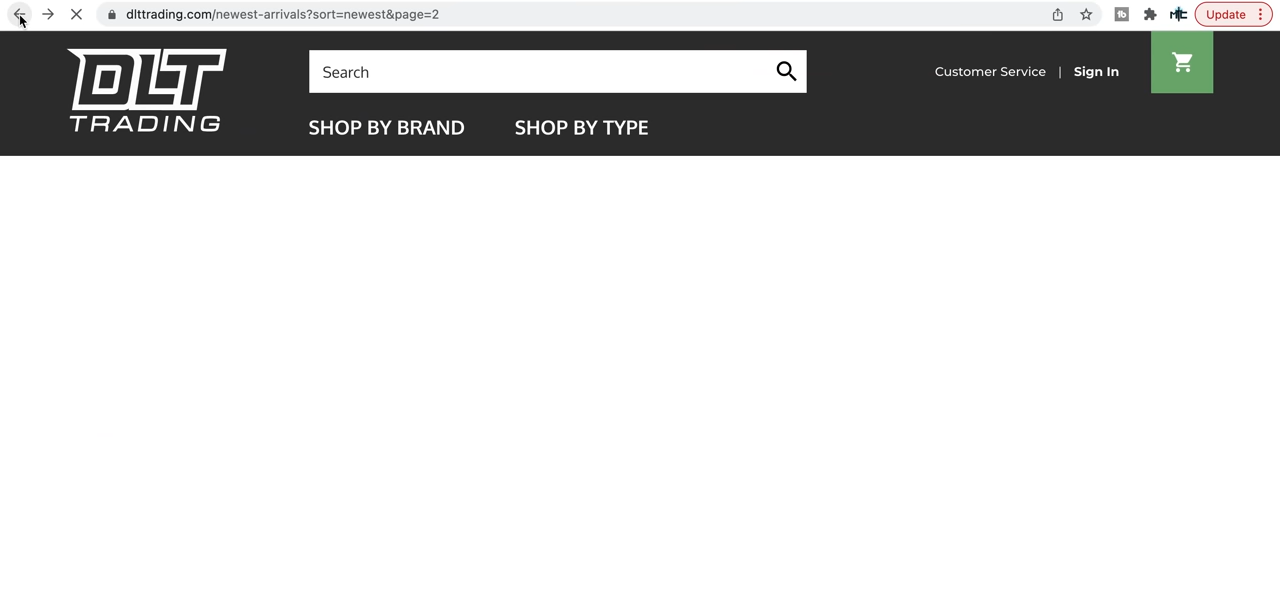 dlttrading.com/newest-arrivals?sort=newest&page=2
Update
DLT
TRADING
Search
Customer Service | Sign In
SHOP BY BRAND SHOP BY TYPE